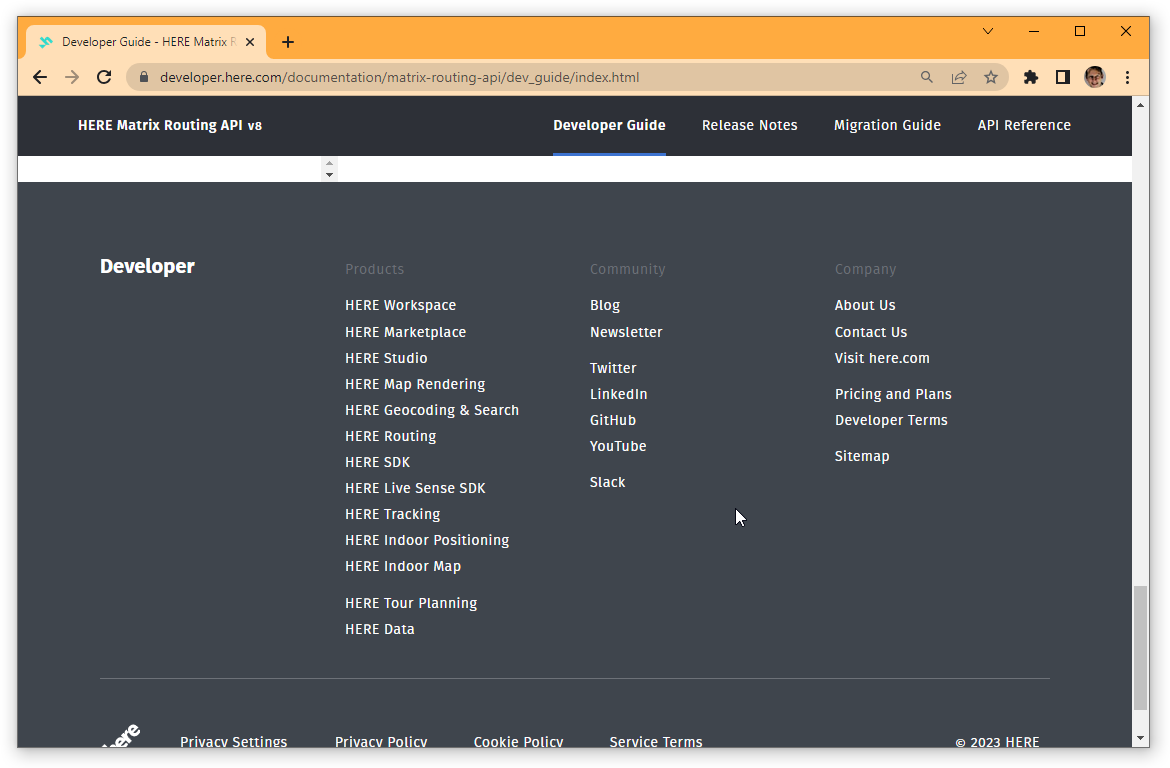 Developer Guide - HERE Matrix R
developer.here.com/documentation/matrix-routing-api/dev_guide/index.html
HERE Matrix Routing API v8
Developer Guide
Release Notes
Migration Guide
API Reference
Developer
Products
HERE Workspace
HERE Marketplace
HERE Studio
HERE Map Rendering
HERE Geocoding & Search
HERE Routing
HERE SDK
HERE Live Sense SDK
HERE Tracking
HERE Indoor Positioning
HERE Indoor Map
HERE Tour Planning
HERE Data
Community
Blog
Newsletter
Twitter
LinkedIn
GitHub
YouTube
Slack
Company
About Us
Contact Us
Visit here.com
Pricing and Plans
Developer Terms
Sitemap
here
Privacy Settings
Privacy Policy
Cookie Policy
Service Terms
© 2023 HERE